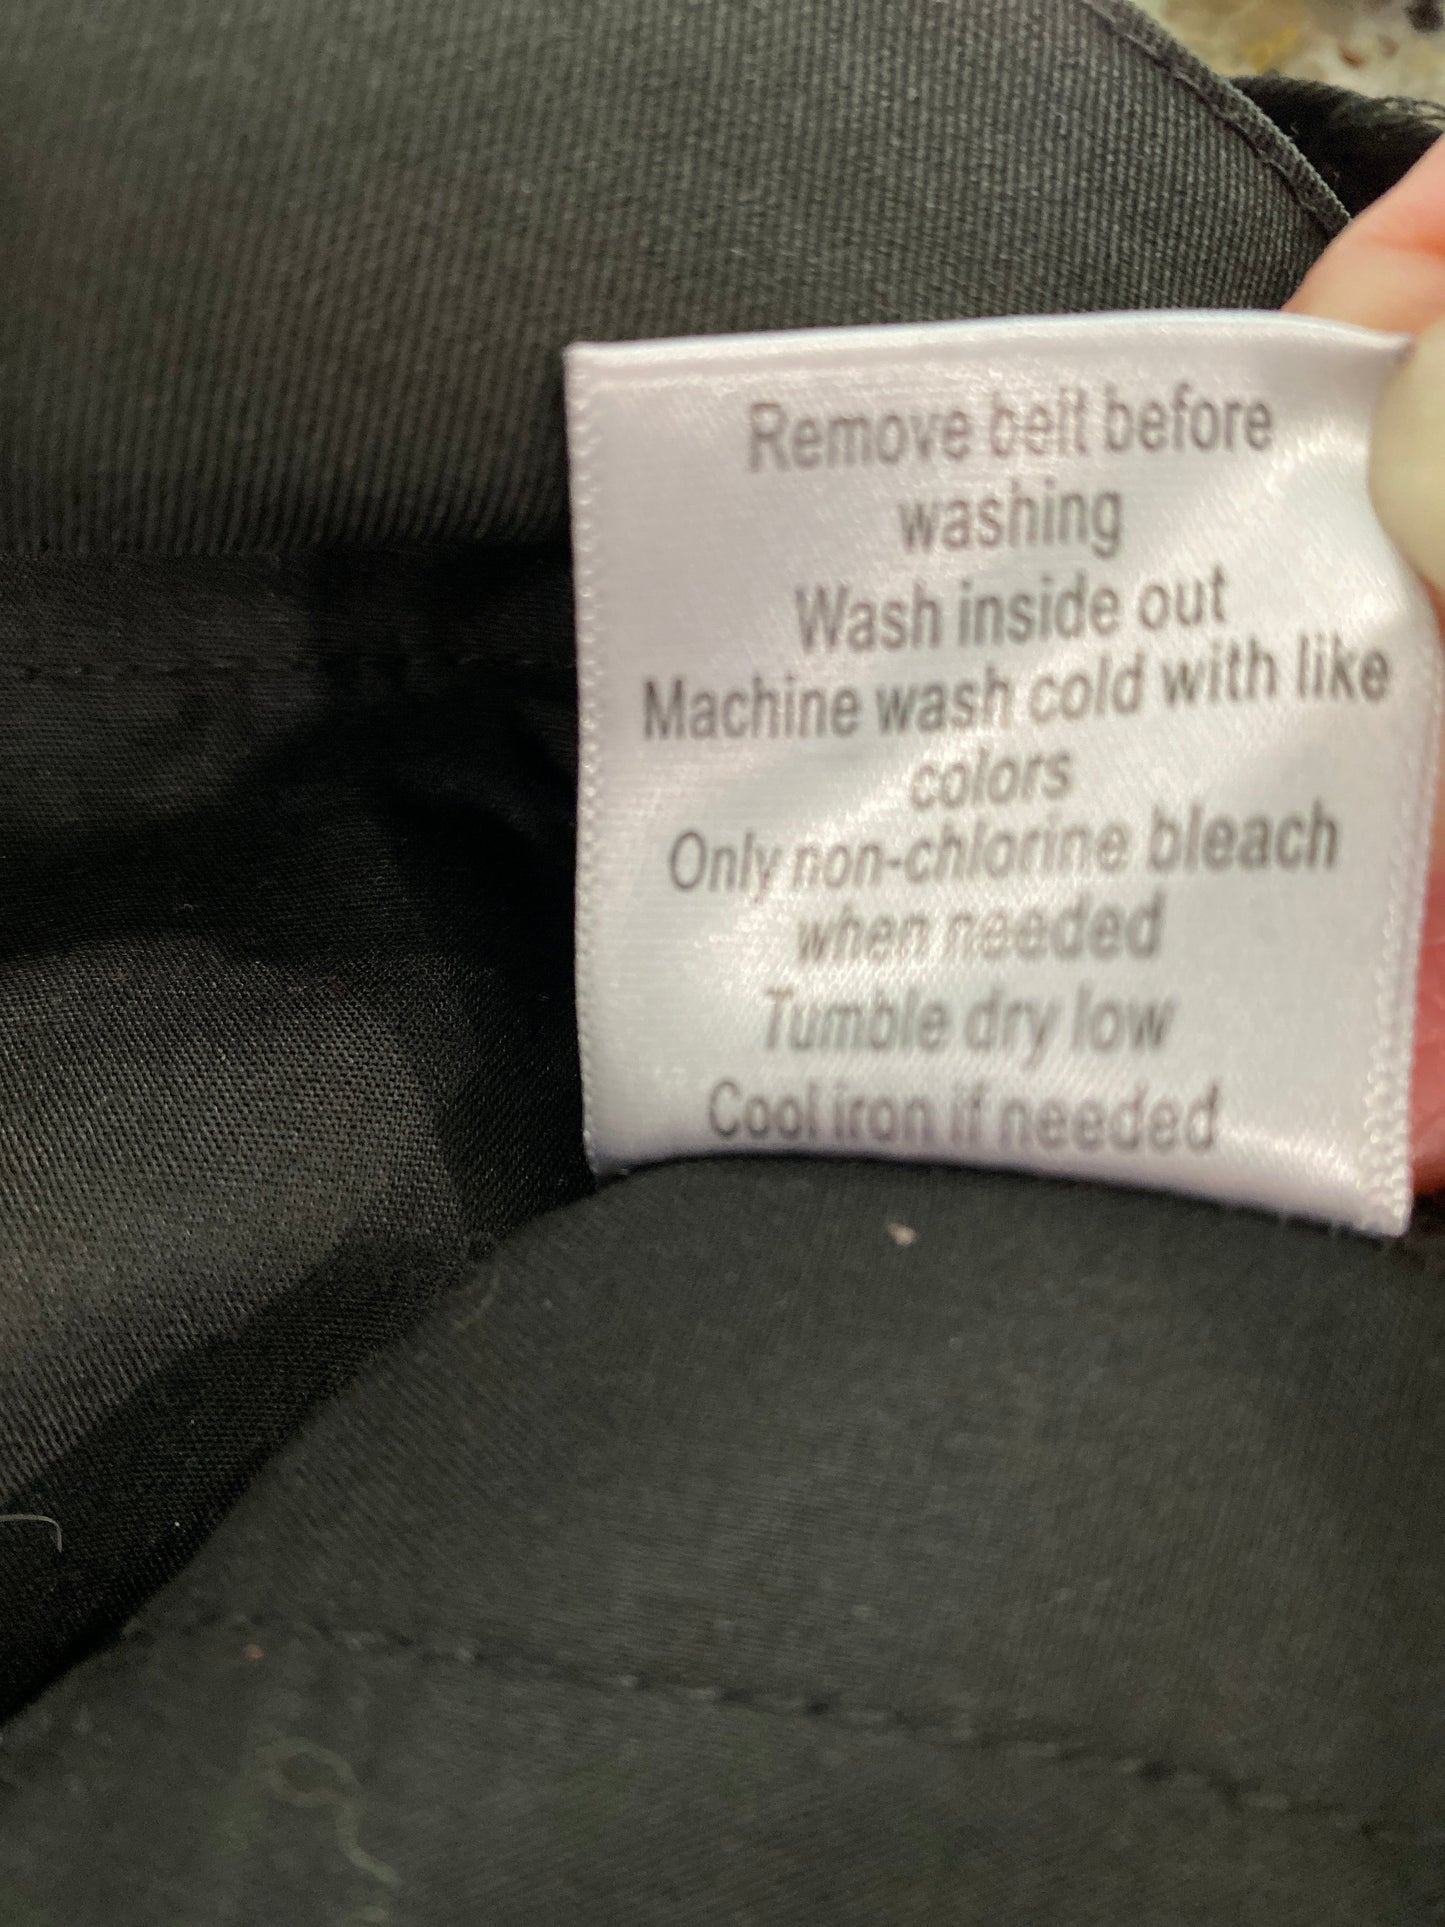 Remove belt before
washing
Wash inside out
Machine wash cold with like
colors
Only non-chlorine bleach
when needed
Tumble dry low
Cool iron if needed